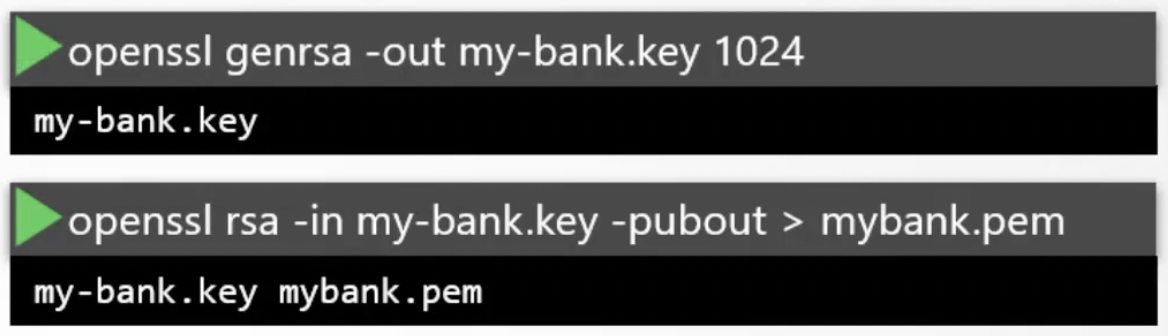 openssl genrsa -out my-bank.key 1024
my-bank.key
openssl rsa -in my-bank.key -pubout > mybank.pem
my-bank.key mybank.pem